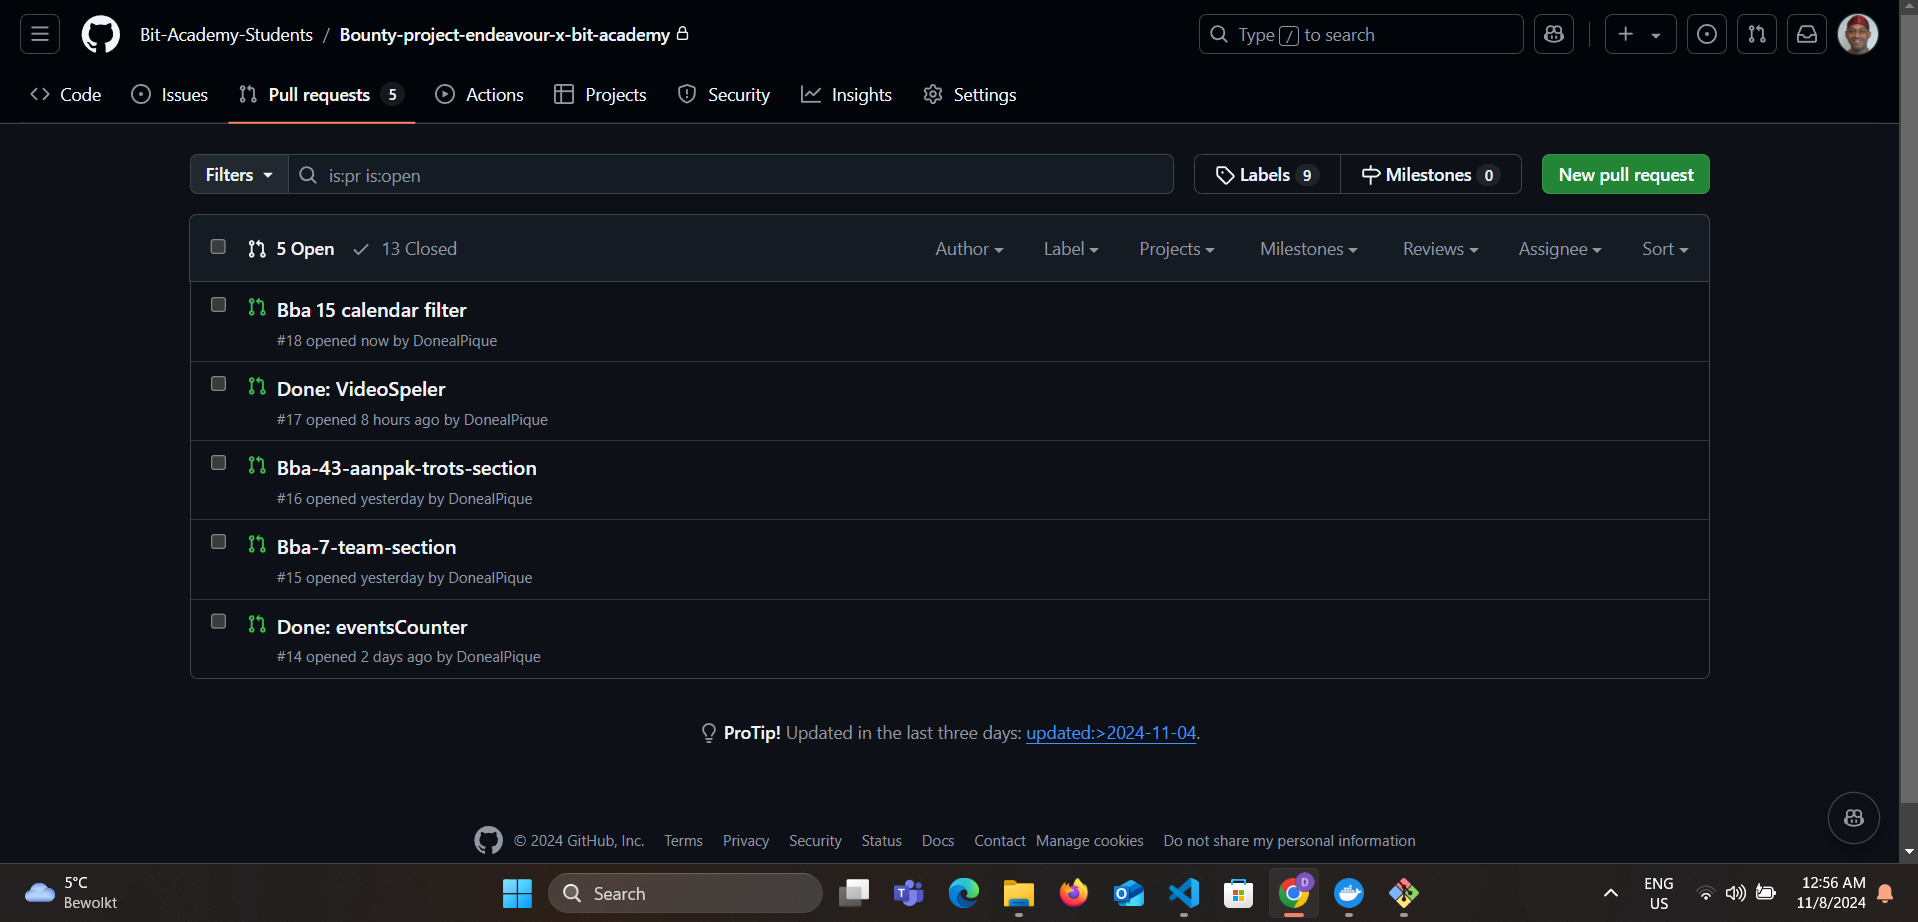 Bit-Academy-Students / Bounty-project-endeavour-x-bit-academy
Type / to search
Code Issues Pull requests 5 Actions Projects Security Insights Settings
Filters is:pr is:open Labels 9 Milestones 0 New pull request
5 Open 13 Closed Author Label Projects Milestones Reviews Assignee Sort
Bba 15 calendar filter
#18 opened now by DonealPique
Done: VideoSpeler
#17 opened 8 hours ago by DonealPique
Bba-43-aanpak-trots-section
#16 opened yesterday by DonealPique
Bba-7-team-section
#15 opened yesterday by DonealPique
Done: eventsCounter
#14 opened 2 days ago by DonealPique
ProTip! Updated in the last three days: updated:>2024-11-04.
© 2024 GitHub, Inc. Terms Privacy Security Status Docs Contact Manage cookies Do not share my personal information
5°C
Bewolkt
Search
D
ENG
US
12:56 AM
11/8/2024